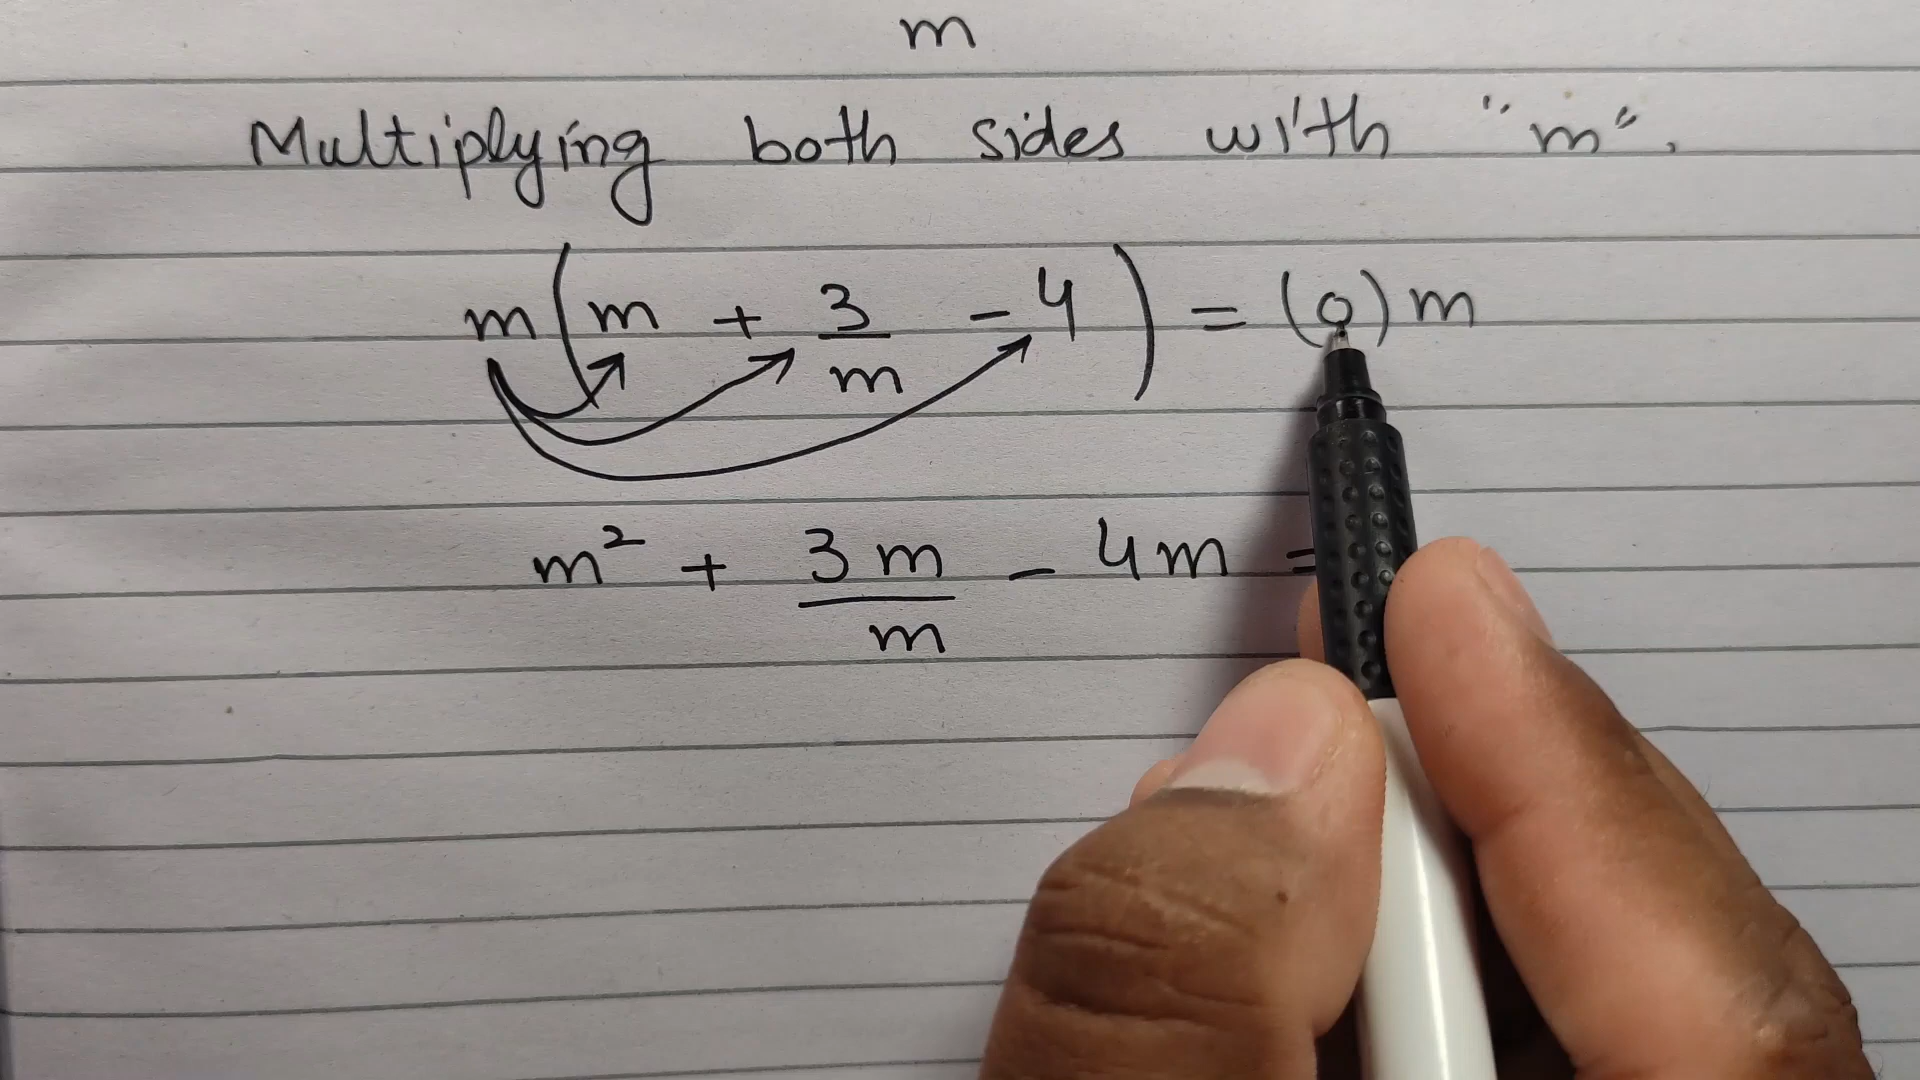 m
Multiplying both sides with "m".
m(m + 3/m - 4) = (0)m
m² + 3m/m - 4m =